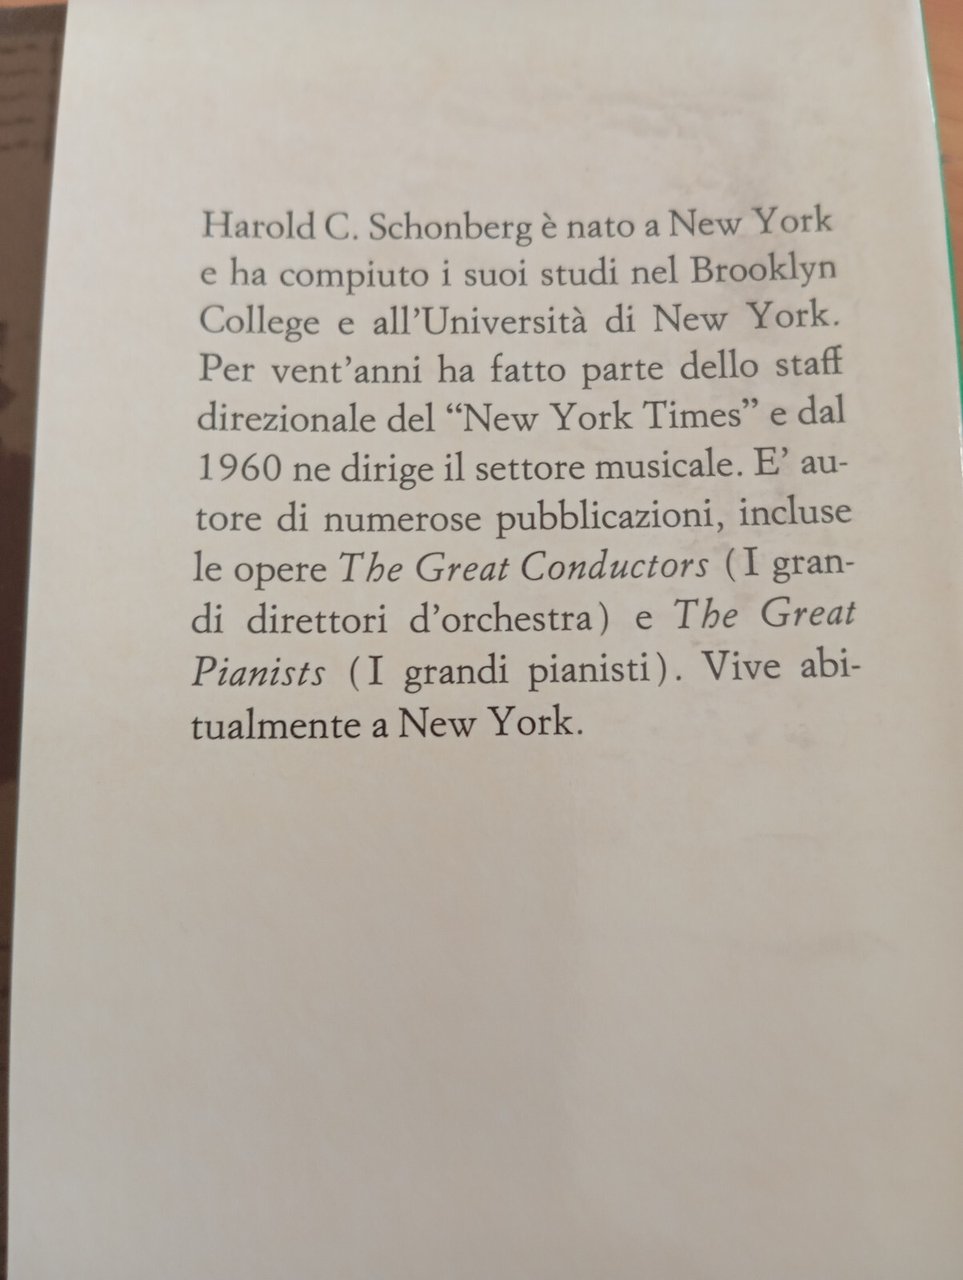 Harold C. Schonberg è nato a New York
e ha compiuto i suoi studi nel Brooklyn
College e all'Università di New York.
Per vent'anni ha fatto parte dello staff
direzionale del “New York Times” e dal
1960 ne dirige il settore musicale. E' au-
tore di numerose pubblicazioni, incluse
le opere The Great Conductors (I gran-
di direttori d'orchestra) e The Great
Pianists (I grandi pianisti). Vive abi-
tualmente a New York.